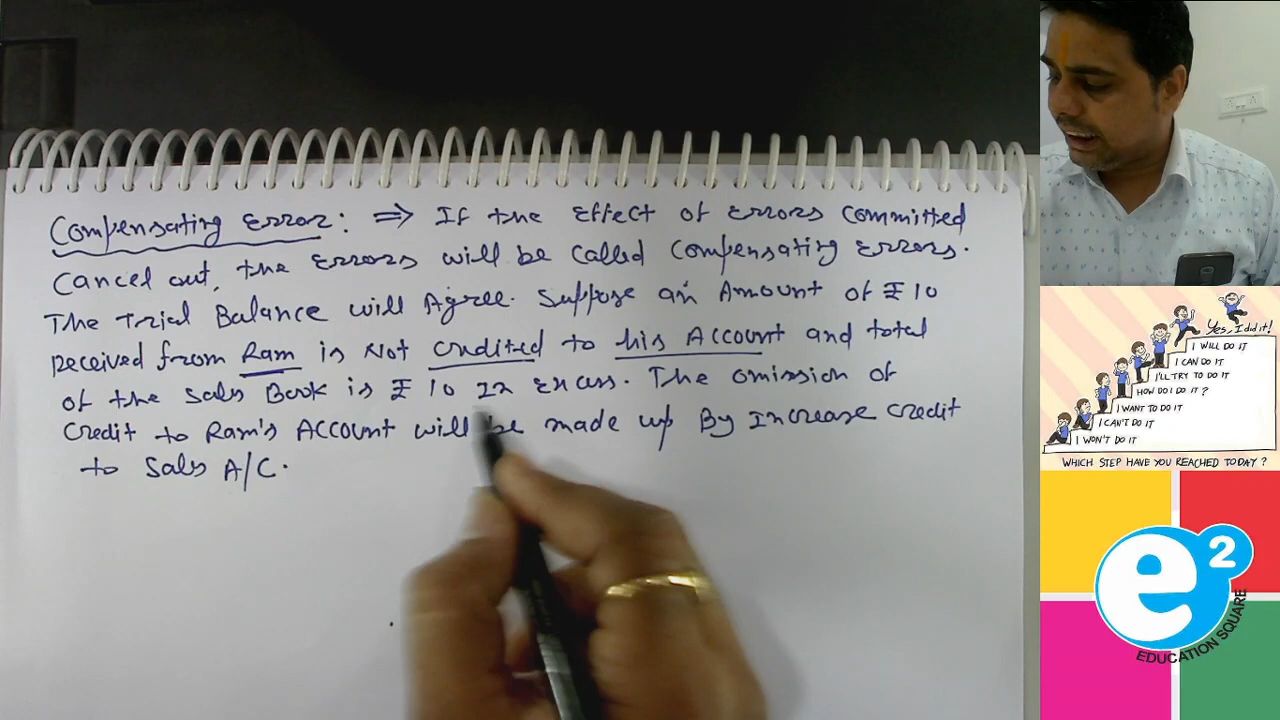 Compensating Error: ⇒ If the Effect of Errors committed
cancel out, the Errors will be called compensating Errors.
The Trial Balance will Agree. Suppose an Amount of ₹ 10
received from Ram is Not credited to his Account and total
of the Sales Book is ₹ 10 In Excess. The omission of
Credit to Ram's Account will be made up By Increase credit
to Sales A/C.
Yes, I did it!
I WILL DO IT
I CAN DO IT
I'LL TRY TO DO IT
HOW DO I DO IT?
I WANT TO DO IT
I CAN'T DO IT
I WON'T DO IT
WHICH STEP HAVE YOU REACHED TODAY?
e2
EDUCATION SQUARE